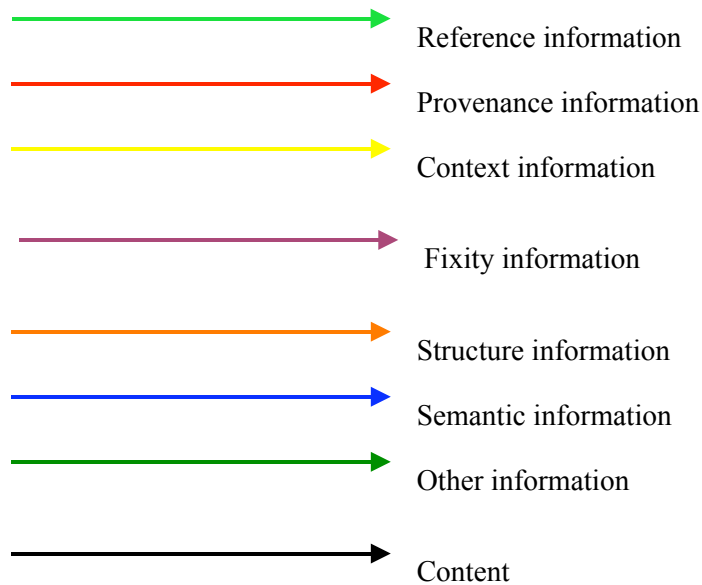 Reference information
Provenance information
Context information
Fixity information
Structure information
Semantic information
Other information
Content